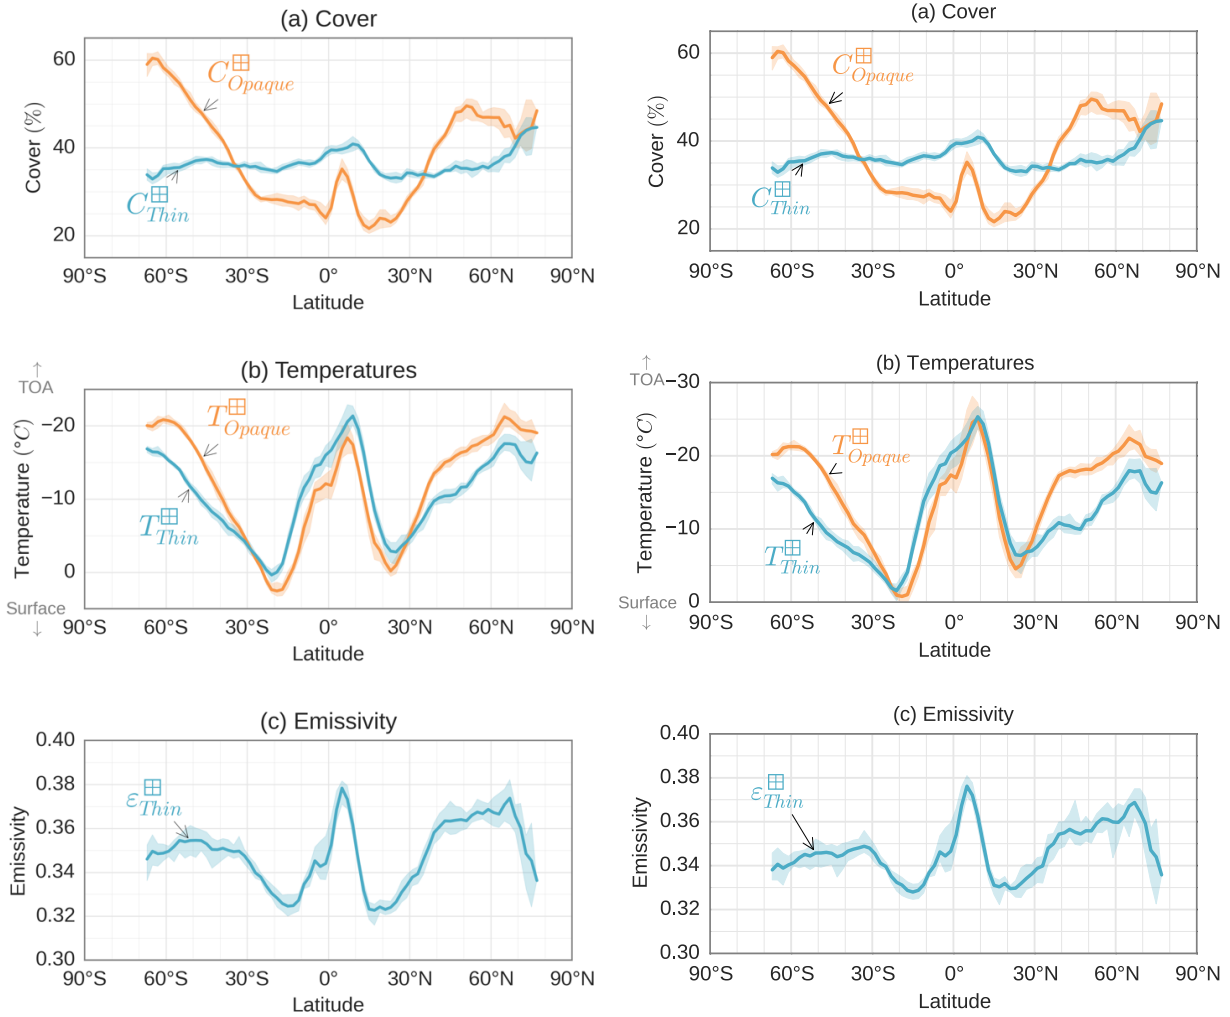 (a) Cover
60
40
20
Cover (%)
C⊞Opaque
C⊞Thin
90°S 60°S 30°S 0° 30°N 60°N 90°N
Latitude
(a) Cover
60
40
20
Cover (%)
C⊞Opaque
C⊞Thin
90°S 60°S 30°S 0° 30°N 60°N 90°N
Latitude
(b) Temperatures
↑
TOA
−20
−10
0
Temperature (°C)
Surface
↓
T⊞Opaque
T⊞Thin
90°S 60°S 30°S 0° 30°N 60°N 90°N
Latitude
(b) Temperatures
↑
TOA
−30
−20
−10
0
Temperature (°C)
Surface
↓
T⊞Opaque
T⊞Thin
90°S 60°S 30°S 0° 30°N 60°N 90°N
Latitude
(c) Emissivity
0.40
0.38
0.36
0.34
0.32
0.30
Emissivity
ε⊞Thin
90°S 60°S 30°S 0° 30°N 60°N 90°N
Latitude
(c) Emissivity
0.40
0.38
0.36
0.34
0.32
0.30
Emissivity
ε⊞Thin
90°S 60°S 30°S 0° 30°N 60°N 90°N
Latitude